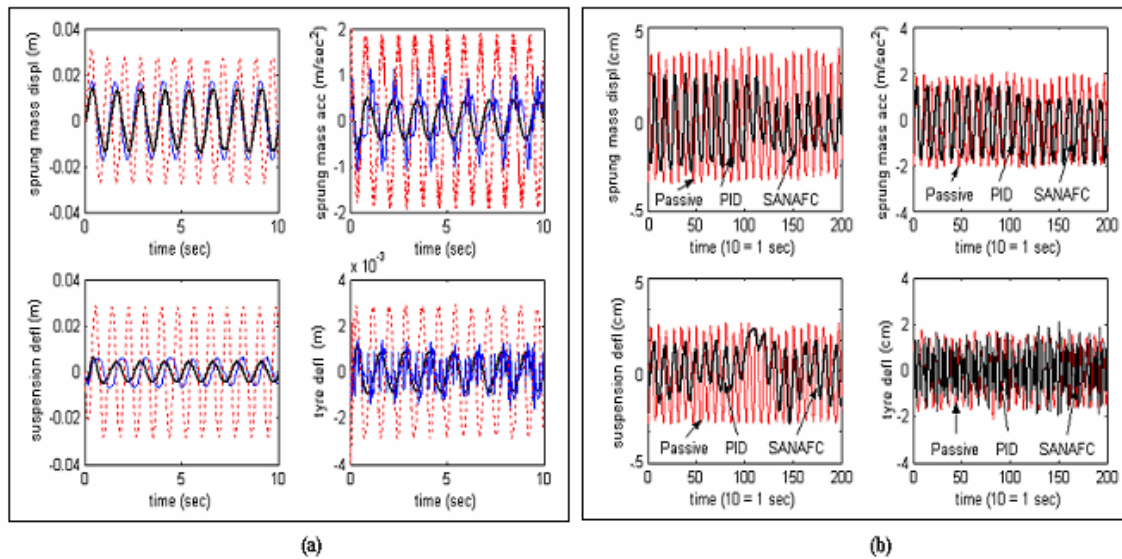 0.04
0.02
0
-0.02
-0.04
sprung mass displ (m)
0
5
10
time (sec)
2
1
0
-1
-2
sprung mass acc (m/sec²)
0
5
10
time (sec)
0.04
0.02
0
-0.02
-0.04
suspension defl (m)
0
5
10
time (sec)
x 10⁻³
4
2
0
-2
-4
tyre defl (m)
0
5
10
time (sec)
(a)
5
0
-5
sprung mass displ (cm)
Passive PID SANAFC
0 50 100 150 200
time (10 = 1 sec)
4
2
0
-2
-4
sprung mass acc (m/sec²)
Passive PID SANAFC
0 50 100 150 200
time (10 = 1 sec)
5
0
-5
suspension defl (cm)
Passive PID SANAFC
0 50 100 150 200
time (10 = 1 sec)
4
2
0
-2
-4
tyre defl (cm)
Passive PID SANAFC
0 50 100 150 200
time (10 = 1 sec)
(b)